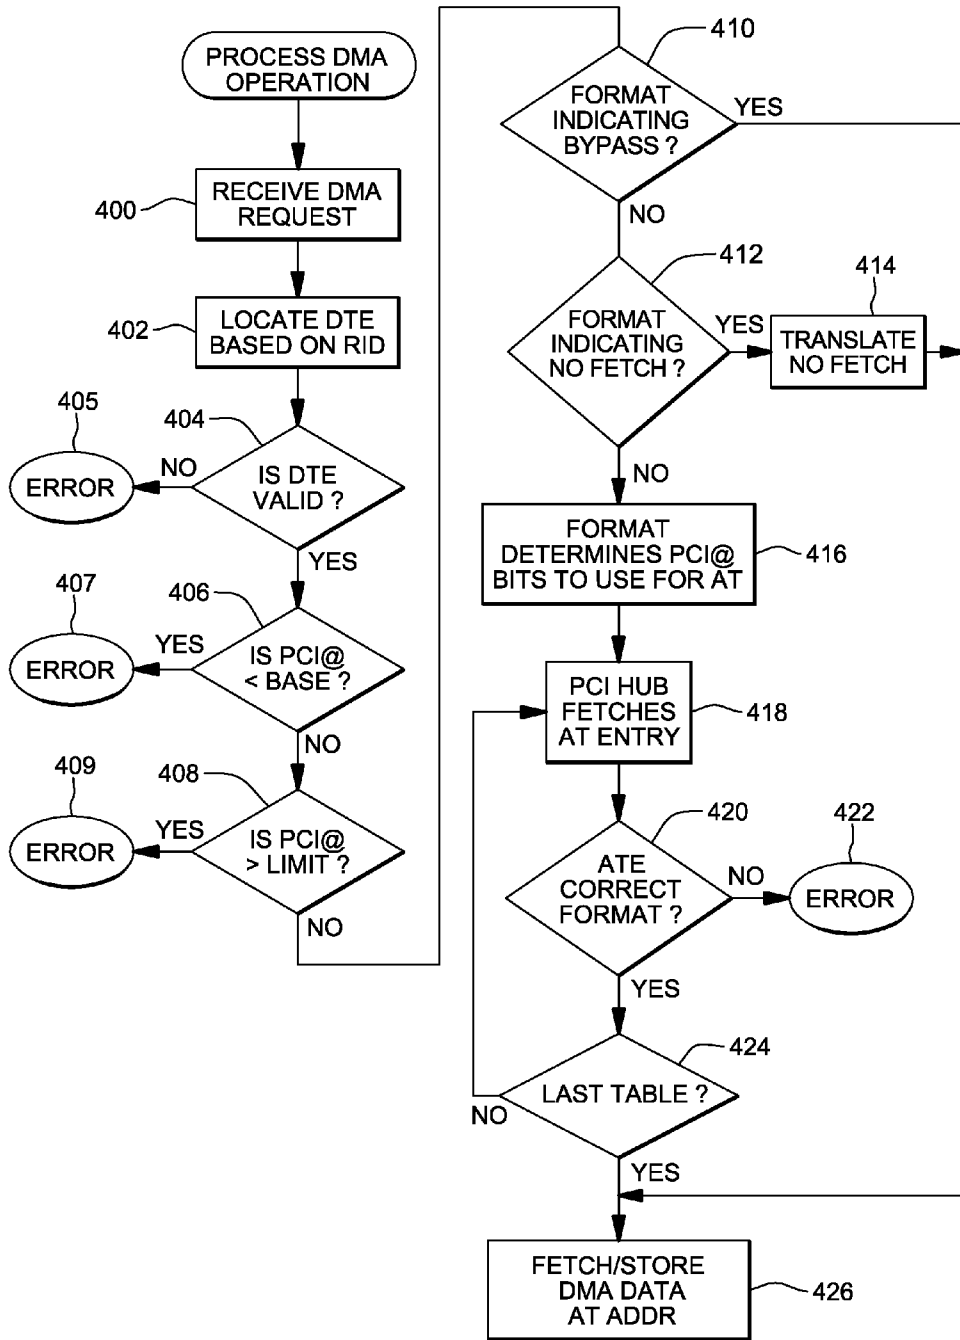 PROCESS DMA
OPERATION
400
RECEIVE DMA
REQUEST
402
LOCATE DTE
BASED ON RID
404
IS DTE
VALID ?
NO
405
ERROR
YES
406
IS PCI@
< BASE ?
YES
407
ERROR
NO
408
IS PCI@
> LIMIT ?
YES
409
ERROR
NO
410
FORMAT
INDICATING
BYPASS ?
YES
NO
412
FORMAT
INDICATING
NO FETCH ?
YES
414
TRANSLATE
NO FETCH
NO
FORMAT
DETERMINES PCI@
BITS TO USE FOR AT
416
PCI HUB
FETCHES
AT ENTRY
418
420
ATE
CORRECT
FORMAT ?
NO
422
ERROR
YES
424
LAST TABLE ?
NO
YES
FETCH/STORE
DMA DATA
AT ADDR
426